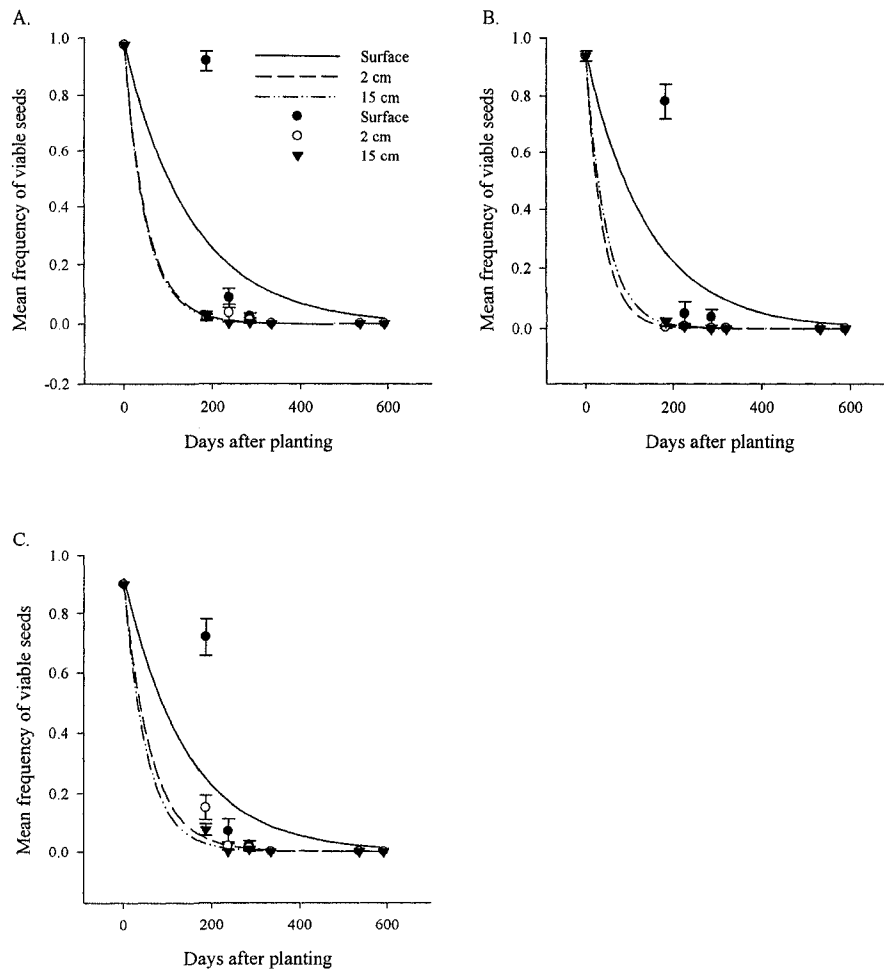 A.
1.0
0.8
0.6
0.4
0.2
0.0
-0.2
Mean frequency of viable seeds
0 200 400 600
Days after planting
Surface
2 cm
15 cm
Surface
2 cm
15 cm
B.
1.0
0.8
0.6
0.4
0.2
0.0
Mean frequency of viable seeds
0 200 400 600
Days after planting
C.
1.0
0.8
0.6
0.4
0.2
0.0
Mean frequency of viable seeds
0 200 400 600
Days after planting